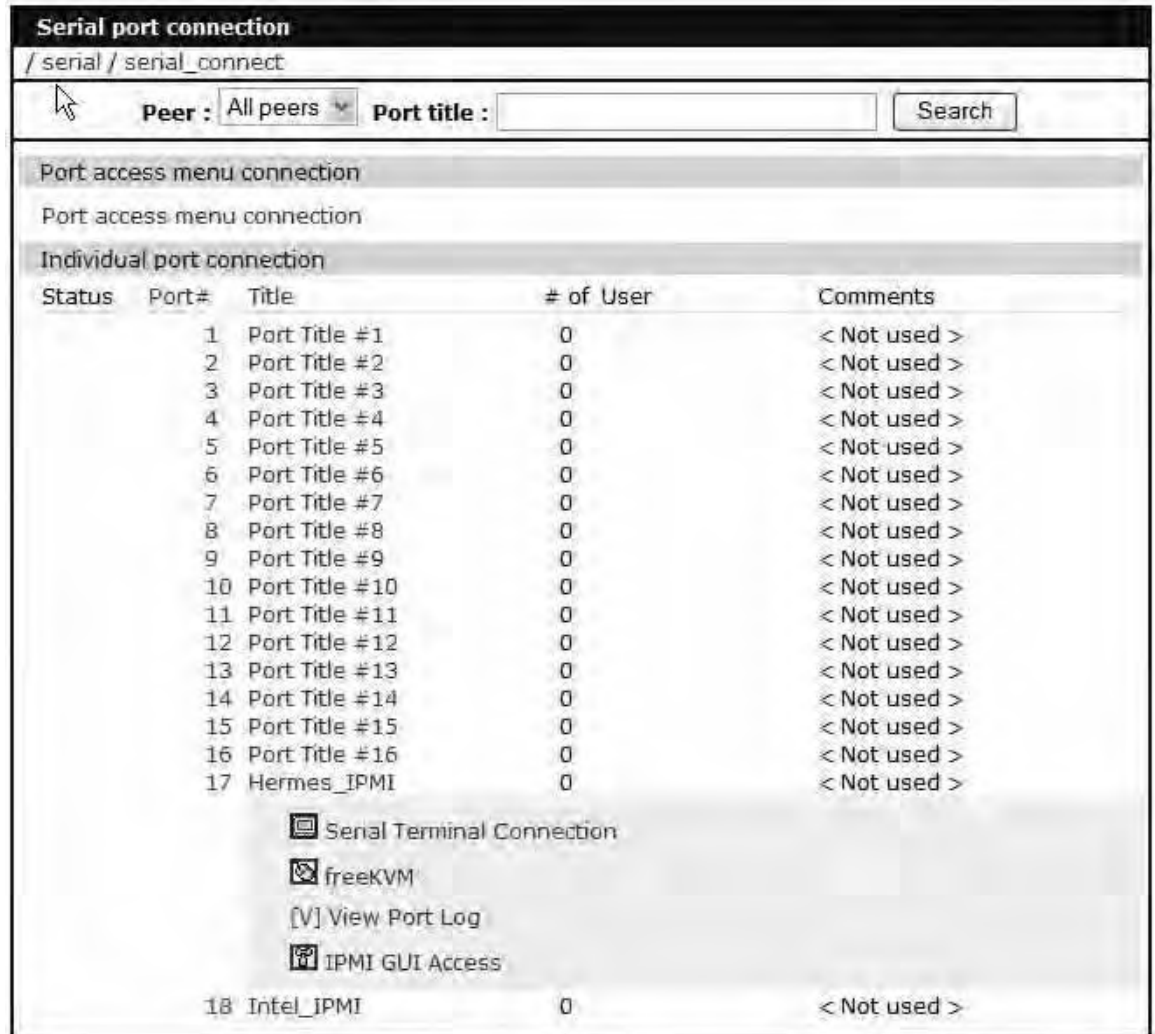 Serial port connection
/ serial / serial_connect
Peer : All peers Port title : Search
Port access menu connection
Port access menu connection
Individual port connection
Status Port# Title # of User Comments
1 Port Title #1 0 < Not used >
2 Port Title #2 0 < Not used >
3 Port Title #3 0 < Not used >
4 Port Title #4 0 < Not used >
5 Port Title #5 0 < Not used >
6 Port Title #6 0 < Not used >
7 Port Title #7 0 < Not used >
8 Port Title #8 0 < Not used >
9 Port Title #9 0 < Not used >
10 Port Title #10 0 < Not used >
11 Port Title #11 0 < Not used >
12 Port Title #12 0 < Not used >
13 Port Title #13 0 < Not used >
14 Port Title #14 0 < Not used >
15 Port Title #15 0 < Not used >
16 Port Title #16 0 < Not used >
17 Hermes_IPMI 0 < Not used >
Serial Terminal Connection
freeKVM
[V] View Port Log
IPMI GUI Access
18 Intel_IPMI 0 < Not used >